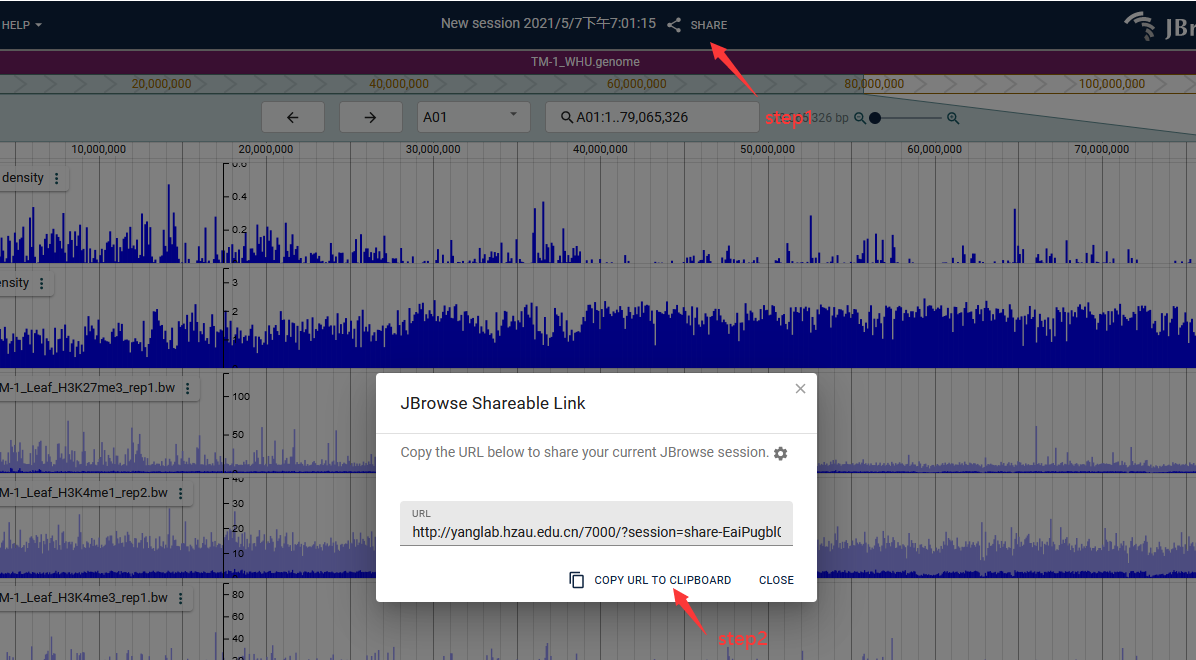 HELP
New session 2021/5/7下午7:01:15 SHARE
TM-1_WHU.genome
20,000,000 40,000,000 60,000,000 80,000,000 100,000,000
A01 A01:1..79,065,326 step1 326 bp
10,000,000 20,000,000 30,000,000 40,000,000 50,000,000 60,000,000 70,000,000
density
0.4
0.2
3
2
M-1_Leaf_H3K27me3_rep1.bw
100
50
M-1_Leaf_H3K4me1_rep2.bw
40
30
20
10
M-1_Leaf_H3K4me3_rep1.bw
80
60
40
20
JBrowse Shareable Link
Copy the URL below to share your current JBrowse session.
URL
http://yanglab.hzau.edu.cn/7000/?session=share-EaiPugbl
COPY URL TO CLIPBOARD CLOSE
step2